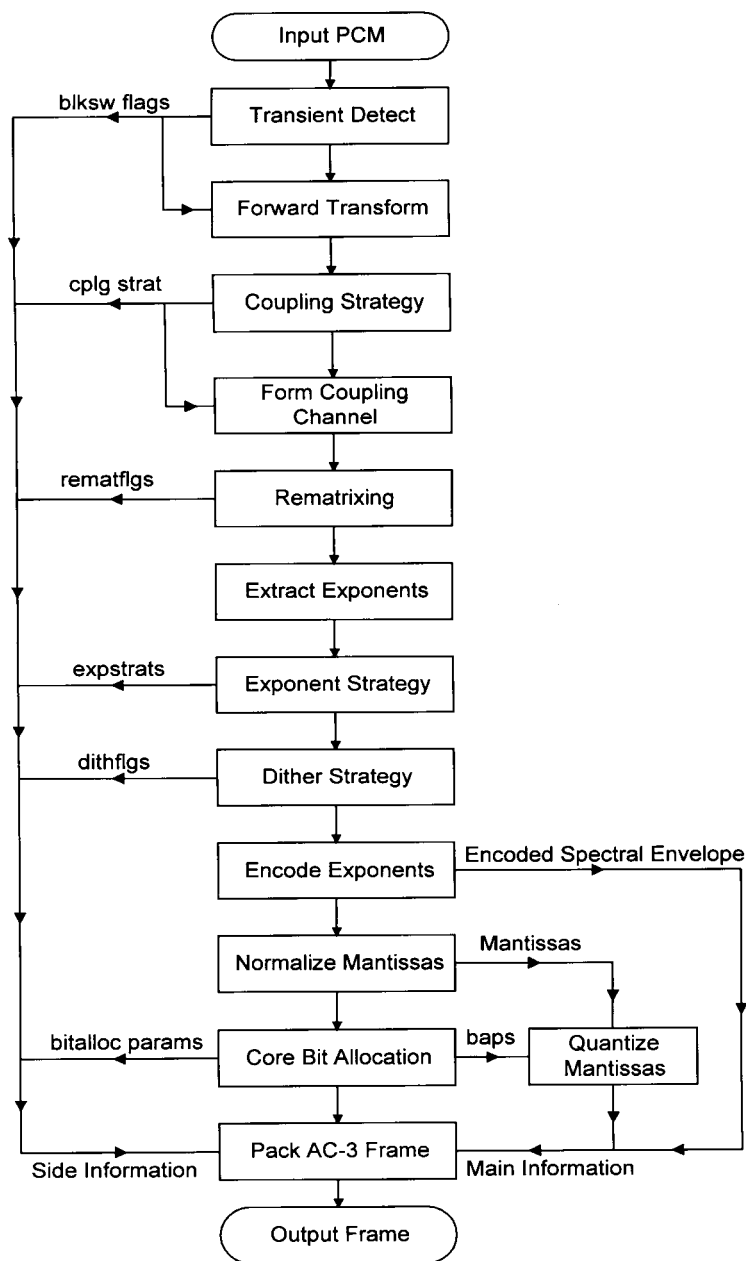 Input PCM
blksw flags
Transient Detect
Forward Transform
cplg strat
Coupling Strategy
Form Coupling
Channel
rematflgs
Rematrixing
Extract Exponents
expstrats
Exponent Strategy
dithflgs
Dither Strategy
Encode Exponents
Encoded Spectral Envelope
Normalize Mantissas
Mantissas
bitalloc params
Core Bit Allocation
baps
Quantize
Mantissas
Side Information
Pack AC-3 Frame
Main Information
Output Frame